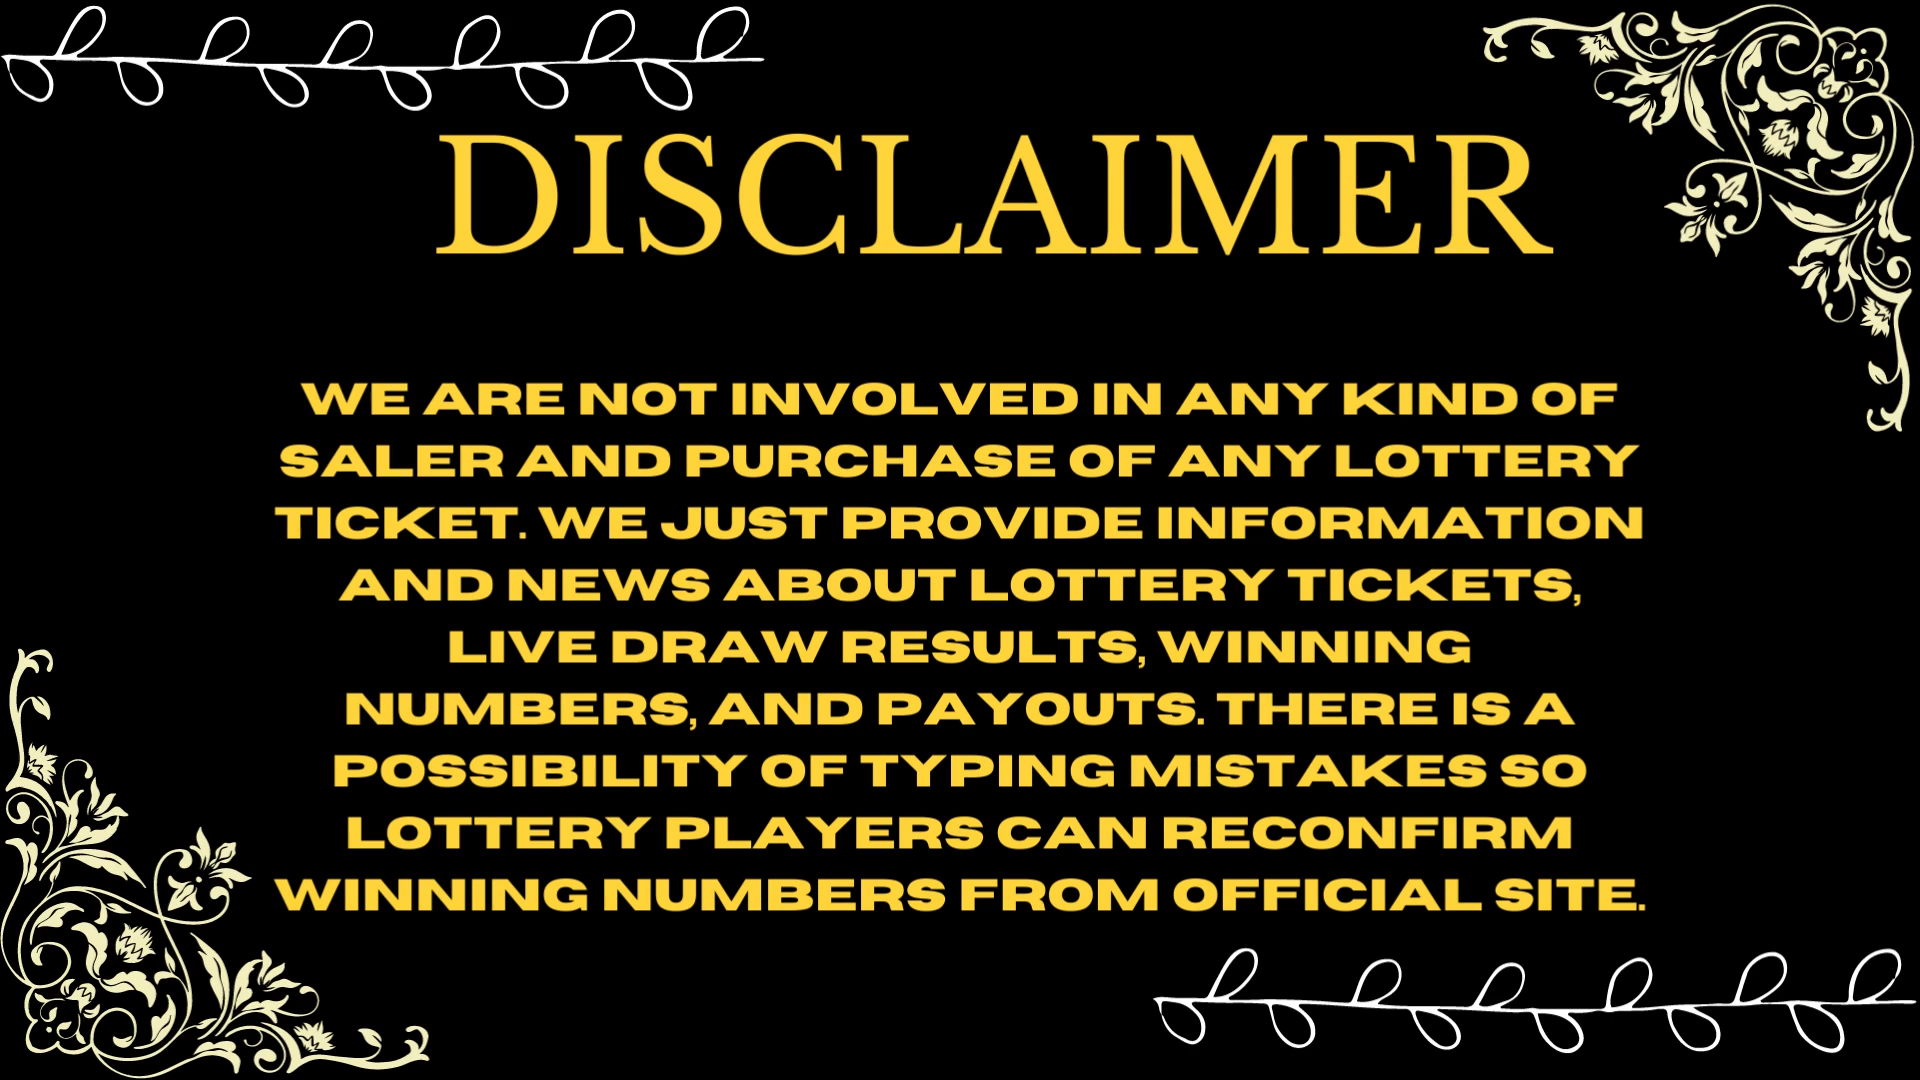 DISCLAIMER
WE ARE NOT INVOLVED IN ANY KIND OF
SALER AND PURCHASE OF ANY LOTTERY
TICKET. WE JUST PROVIDE INFORMATION
AND NEWS ABOUT LOTTERY TICKETS,
LIVE DRAW RESULTS, WINNING
NUMBERS, AND PAYOUTS. THERE IS A
POSSIBILITY OF TYPING MISTAKES SO
LOTTERY PLAYERS CAN RECONFIRM
WINNING NUMBERS FROM OFFICIAL SITE.